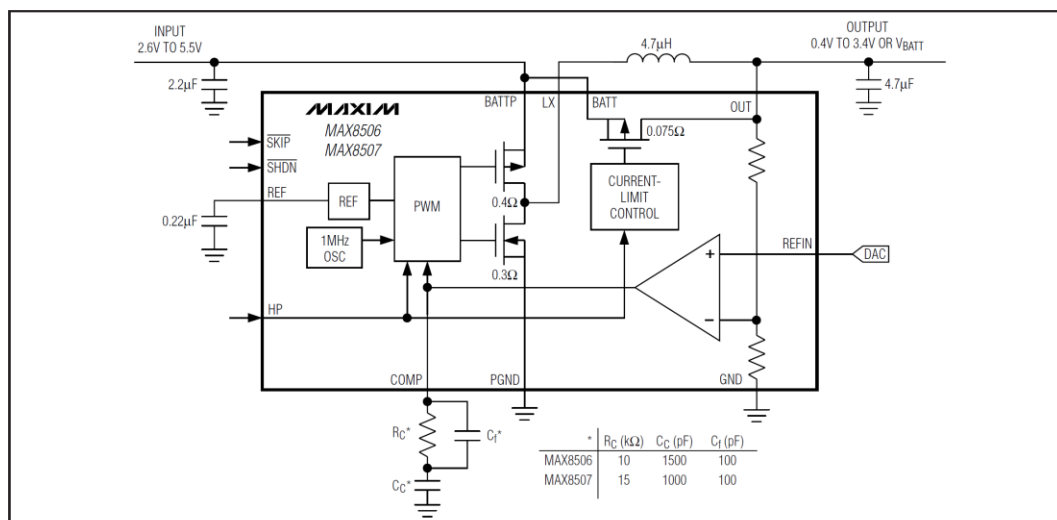 INPUT
2.6V TO 5.5V
4.7µH
OUTPUT
0.4V TO 3.4V OR VBATT
2.2µF
4.7µF
BATTP
LX
BATT
OUT
MAXIM
MAX8506
MAX8507
0.075Ω
SKIP
SHDN
REF
REF
PWM
0.4Ω
CURRENT-
LIMIT
CONTROL
0.22µF
1MHz
OSC
REFIN
DAC
+
0.3Ω
HP
−
COMP
PGND
GND
RC*
Cf*
CC*
* RC (kΩ) CC (pF) Cf (pF)
MAX8506 10 1500 100
MAX8507 15 1000 100